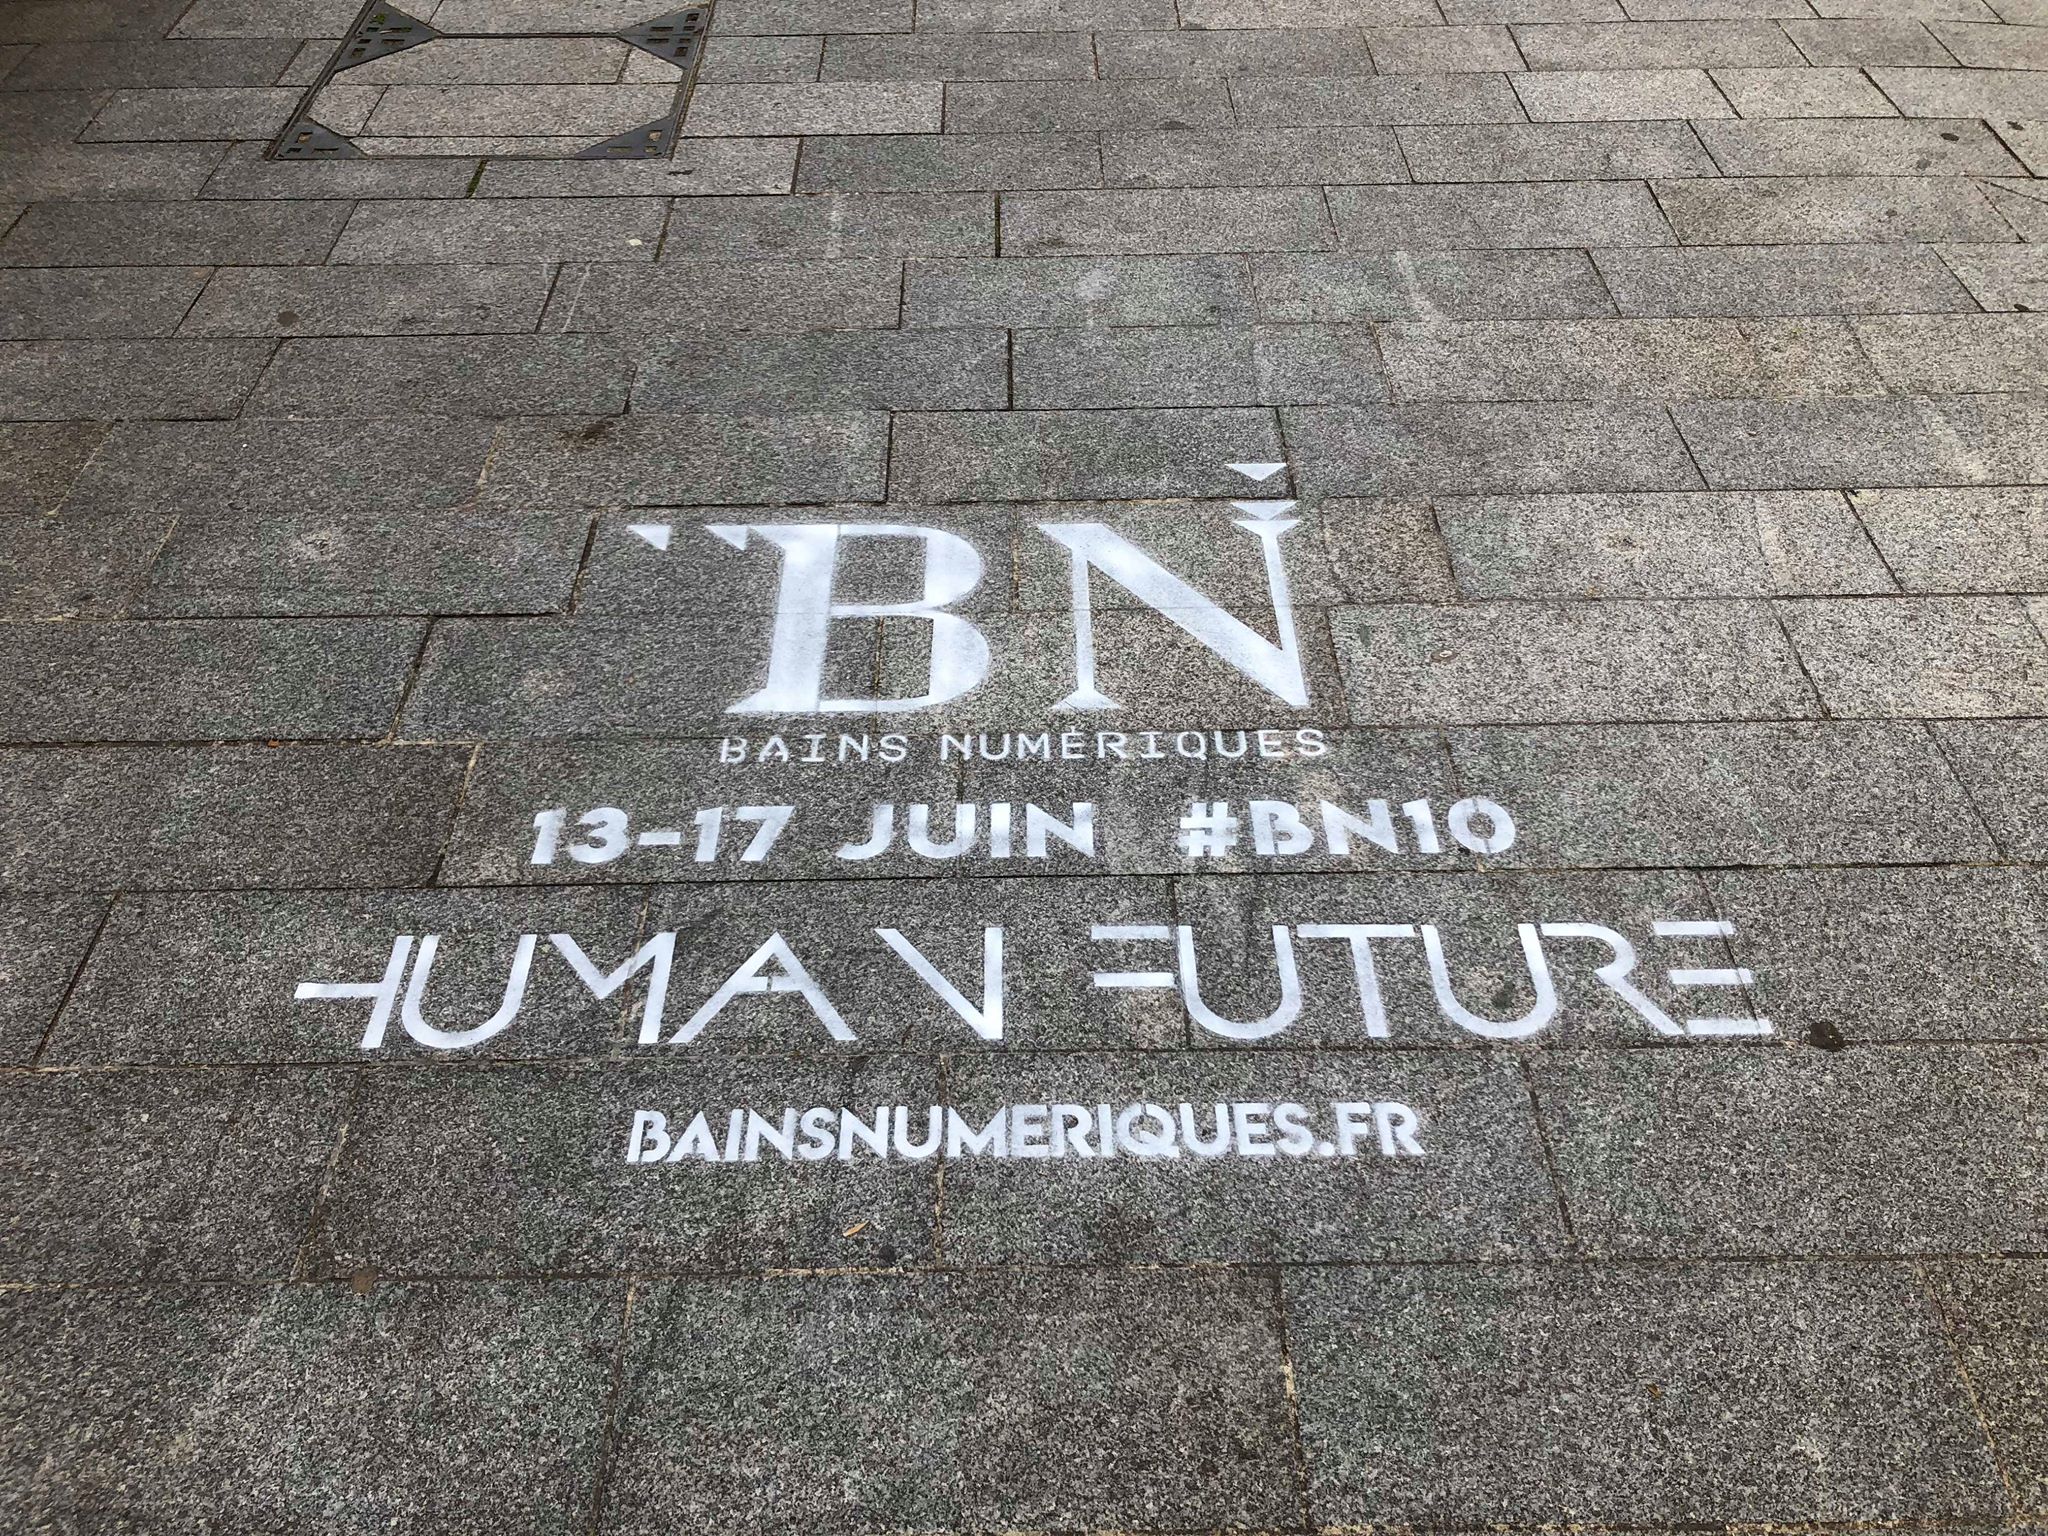 BN
BAINS NUMÉRIQUES
13-17 JUIN #BN10
HUMAN FUTURE
BAINSNUMERIQUES.FR